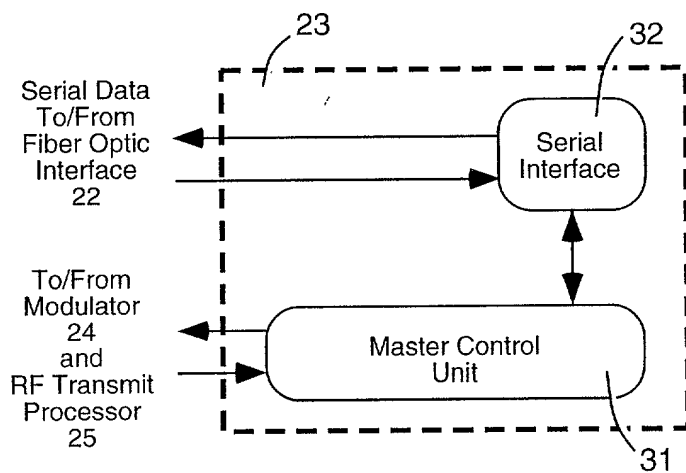 23
32
Serial Data
To/From
Fiber Optic
Interface
22
Serial
Interface
To/From
Modulator
24
and
RF Transmit
Processor
25
Master Control
Unit
31